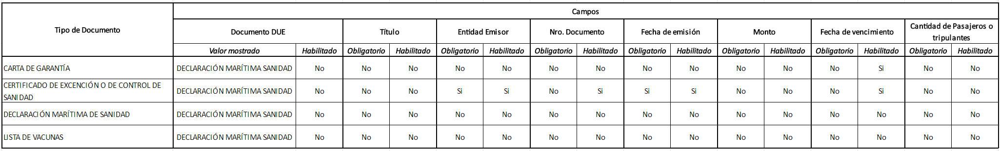 Campos
Tipo de Documento
Documento DUE Título Entidad Emisor Nro. Documento Fecha de emisión Monto Fecha de vencimiento Cantidad de Pasajeros o
tripulantes
Valor mostrado Habilitado Obligatorio Habilitado Obligatorio Habilitado Obligatorio Habilitado Obligatorio Habilitado Obligatorio Habilitado Obligatorio Habilitado Obligatorio Habilitado
CARTA DE GARANTÍA DECLARACIÓN MARÍTIMA SANIDAD No No No No No No No No No No No No Si No No
CERTIFICADO DE EXCENCIÓN O DE CONTROL DE
SANIDAD DECLARACIÓN MARÍTIMA SANIDAD No No No Si Si No Si Si Si No No No Si No No
DECLARACIÓN MARÍTIMA DE SANIDAD DECLARACIÓN MARÍTIMA SANIDAD No No No No No No No No No No No No No No No
LISTA DE VACUNAS DECLARACIÓN MARÍTIMA SANIDAD No No No No No No No No No No No No No No No